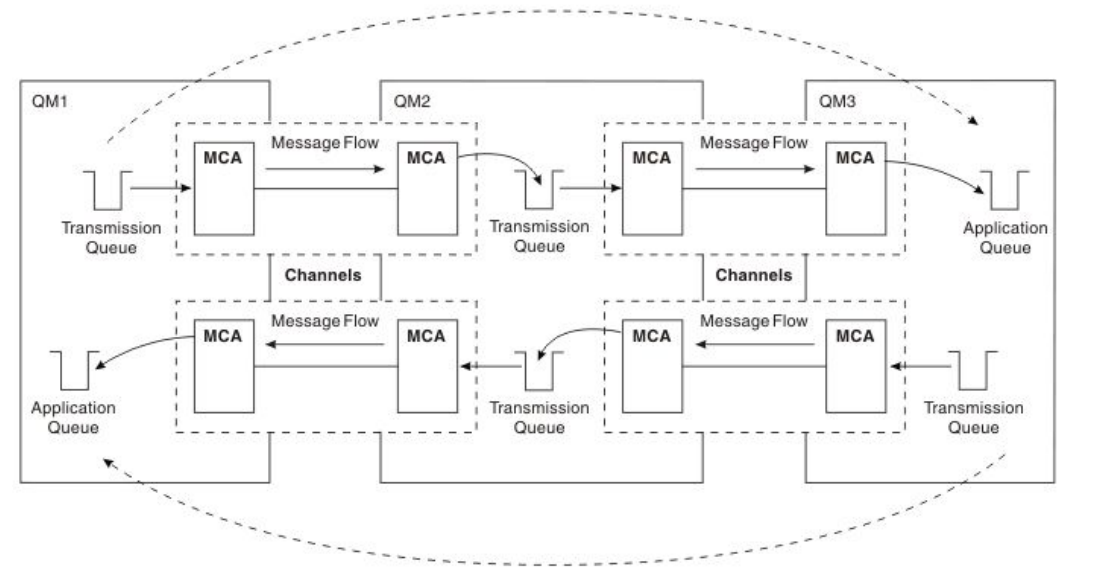 QM1
QM2
QM3
MCA
Message Flow
MCA
MCA
Message Flow
MCA
Transmission
Queue
Transmission
Queue
Application
Queue
Channels
Channels
MCA
Message Flow
MCA
MCA
Message Flow
MCA
Application
Queue
Transmission
Queue
Transmission
Queue